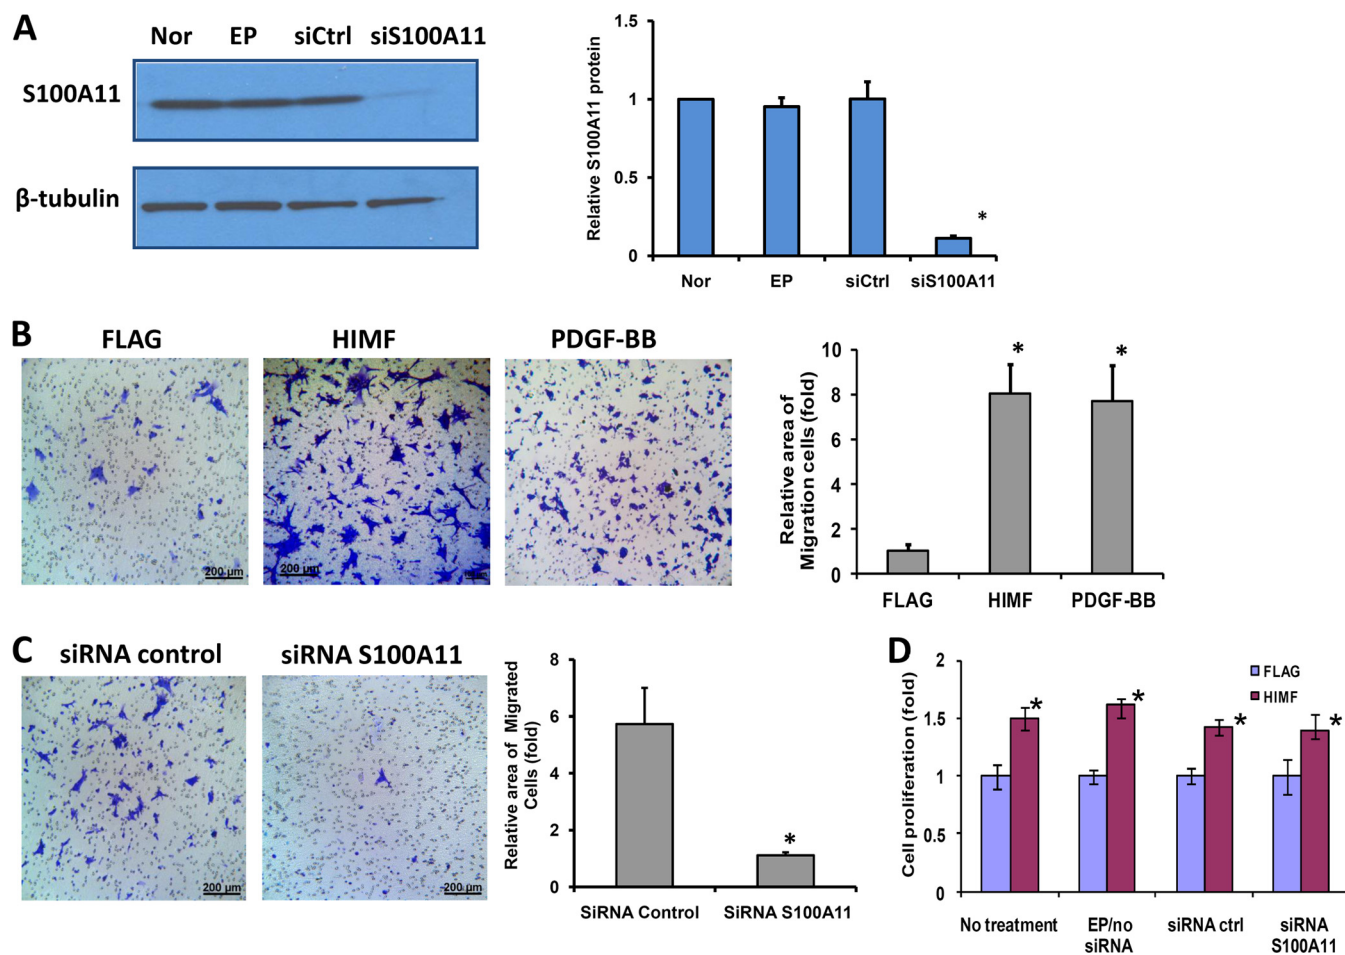 A
Nor EP siCtrl siS100A11
S100A11
β-tubulin
Relative S100A11 protein
1.5
1
0.5
0
*
Nor EP siCtrl siS100A11
B
FLAG HIMF PDGF-BB
200 µm
200 µm
Relative area of
Migration cells (fold)
10
8
6
4
2
0
* *
FLAG HIMF PDGF-BB
C
siRNA control siRNA S100A11
200 µm
200 µm
Relative area of Migrated
Cells (fold)
8
6
4
2
0
*
SiRNA Control SiRNA S100A11
D
Cell proliferation (fold)
2
1.5
1
0.5
0
FLAG
HIMF
* * * *
No treatment EP/no siRNA ctrl siRNA
siRNA S100A11